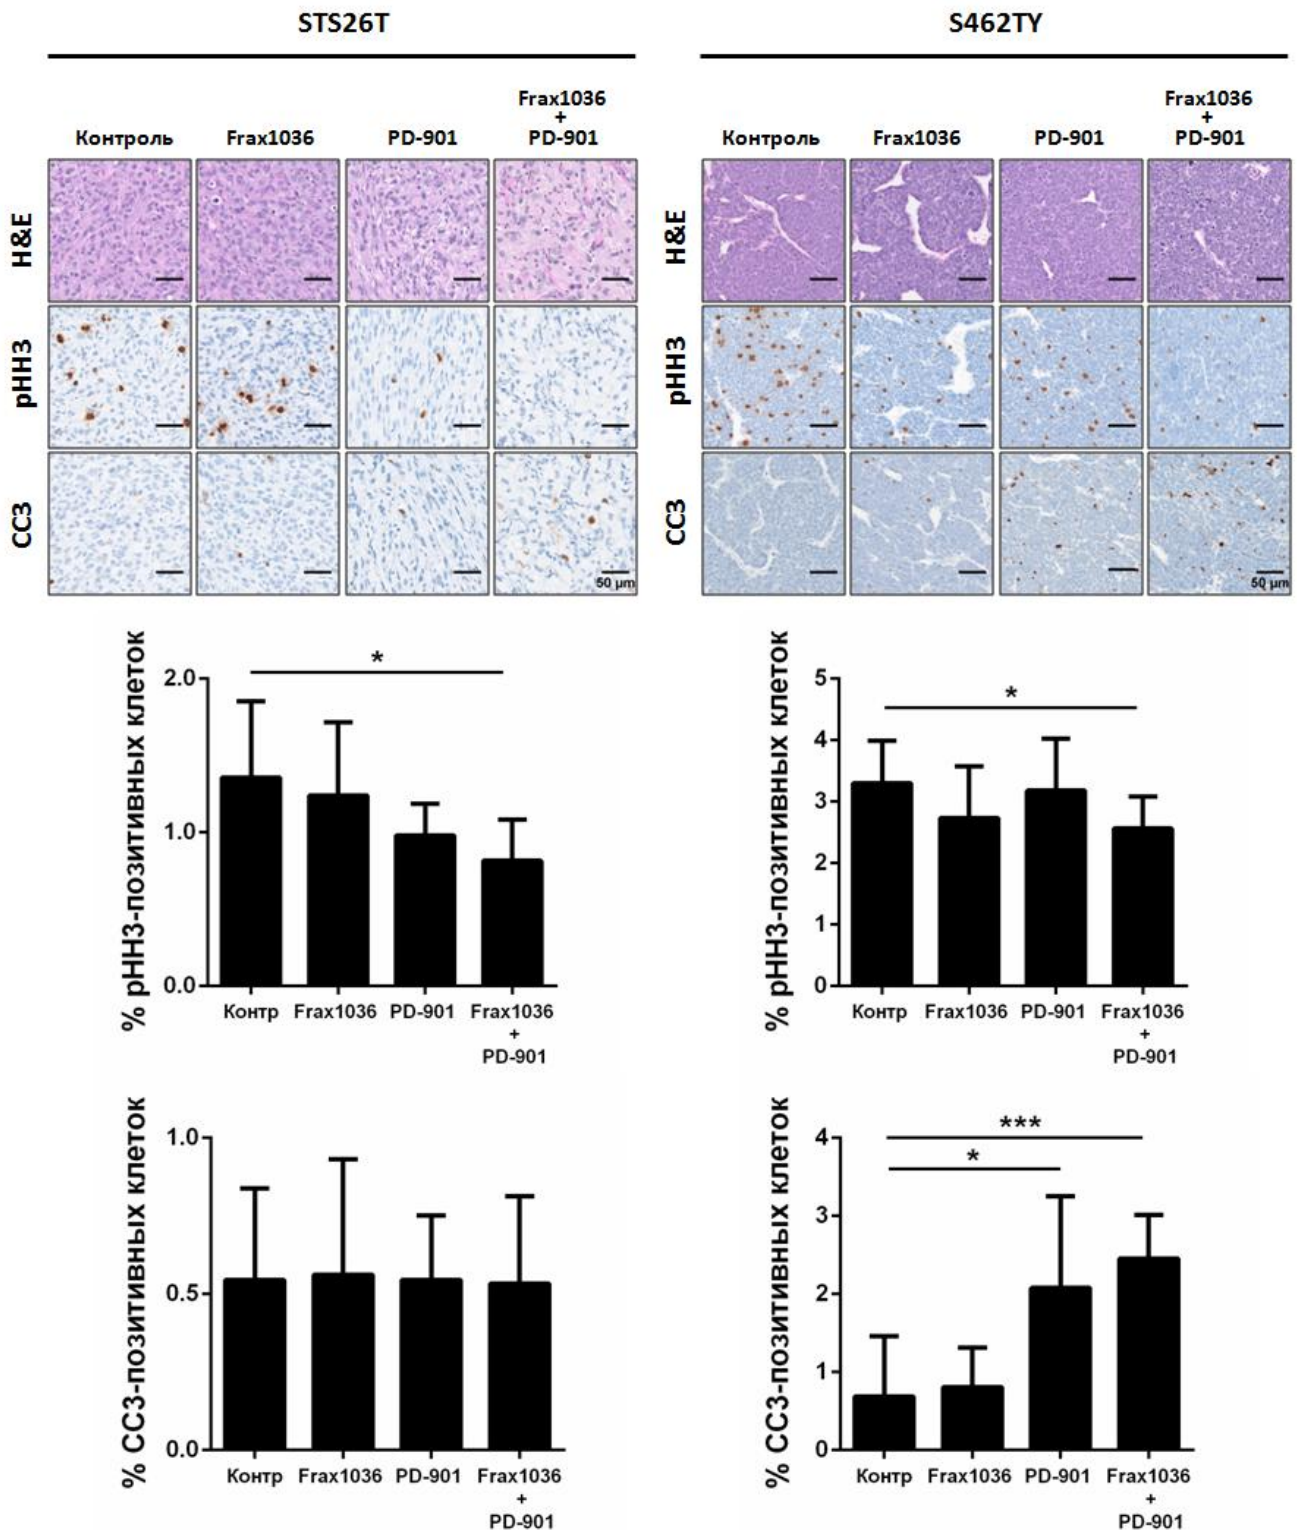 STS26T
Контроль
Frax1036
PD-901
Frax1036
+
PD-901
H&E
pHH3
CC3
50 µm
S462TY
Контроль
Frax1036
PD-901
Frax1036
+
PD-901
H&E
pHH3
CC3
50 µm
% pHH3-позитивных клеток
2.0
1.0
0.0
*
Контр
Frax1036
PD-901
Frax1036
+
PD-901
% pHH3-позитивных клеток
5
4
3
2
1
0
*
Контр
Frax1036
PD-901
Frax1036
+
PD-901
% CC3-позитивных клеток
1.0
0.5
0.0
Контр
Frax1036
PD-901
Frax1036
+
PD-901
% CC3-позитивных клеток
4
3
2
1
0
***
*
Контр
Frax1036
PD-901
Frax1036
+
PD-901